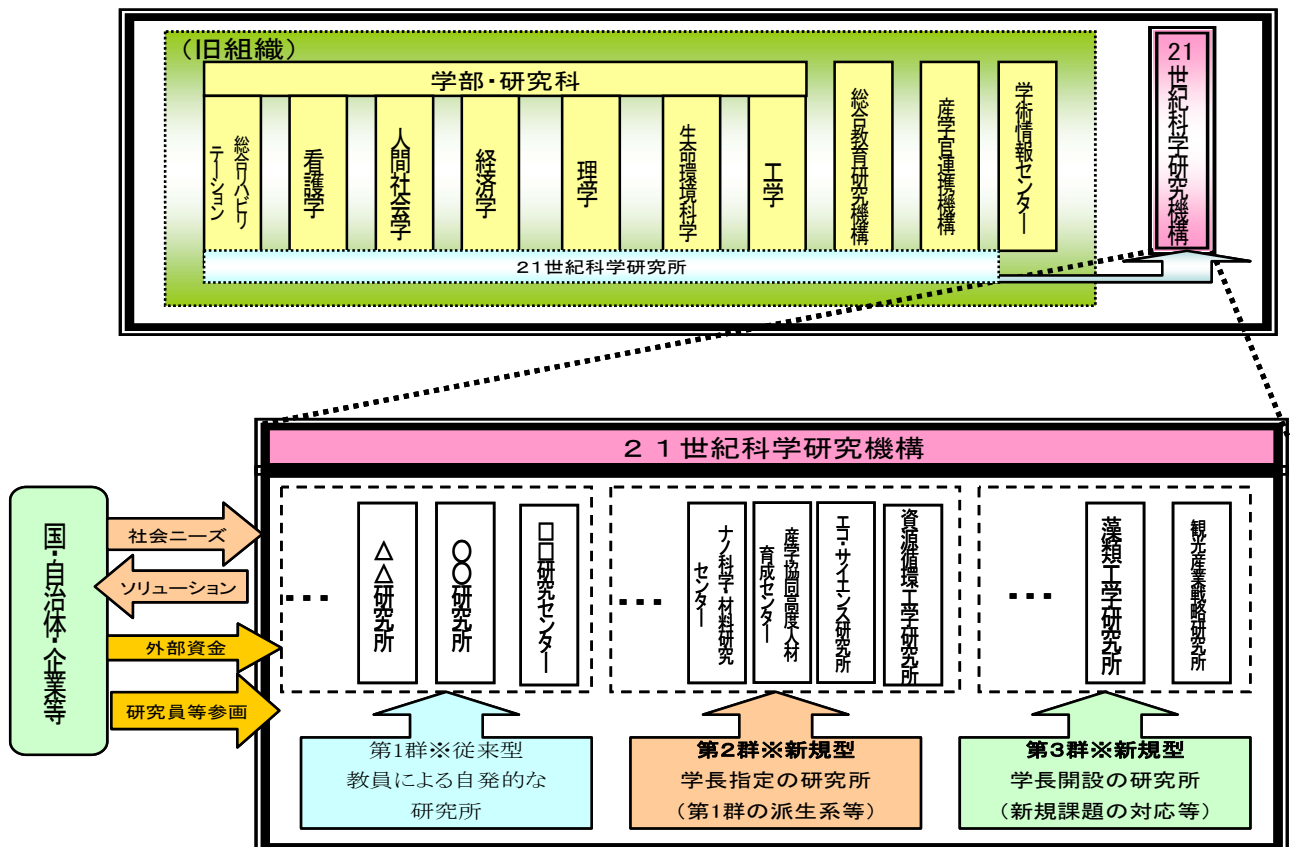 (旧組織)
学部・研究科
総合リハビリ
テーション
看護学
人間社会学
経済学
理学
生命環境科学
工学
総合教育研究機構
産学官連携機構
学術情報センター
21世紀科学研究機構
21世紀科学研究所
21世紀科学研究機構
国・自治体・企業等
社会ニーズ
ソリューション
外部資金
研究員等参画
・・・
△△研究所
〇〇研究所
□□研究センター
・・・
ナノ科学・材料研究
センター
産学協同高度人材
育成センター
エコ・サイエンス研究所
資源循環工学研究所
・・・
藻類工学研究所
観光産業戦略研究所
第1群※従来型
教員による自発的な
研究所
第2群※新規型
学長指定の研究所
(第1群の派生系等)
第3群※新規型
学長開設の研究所
(新規課題の対応等)